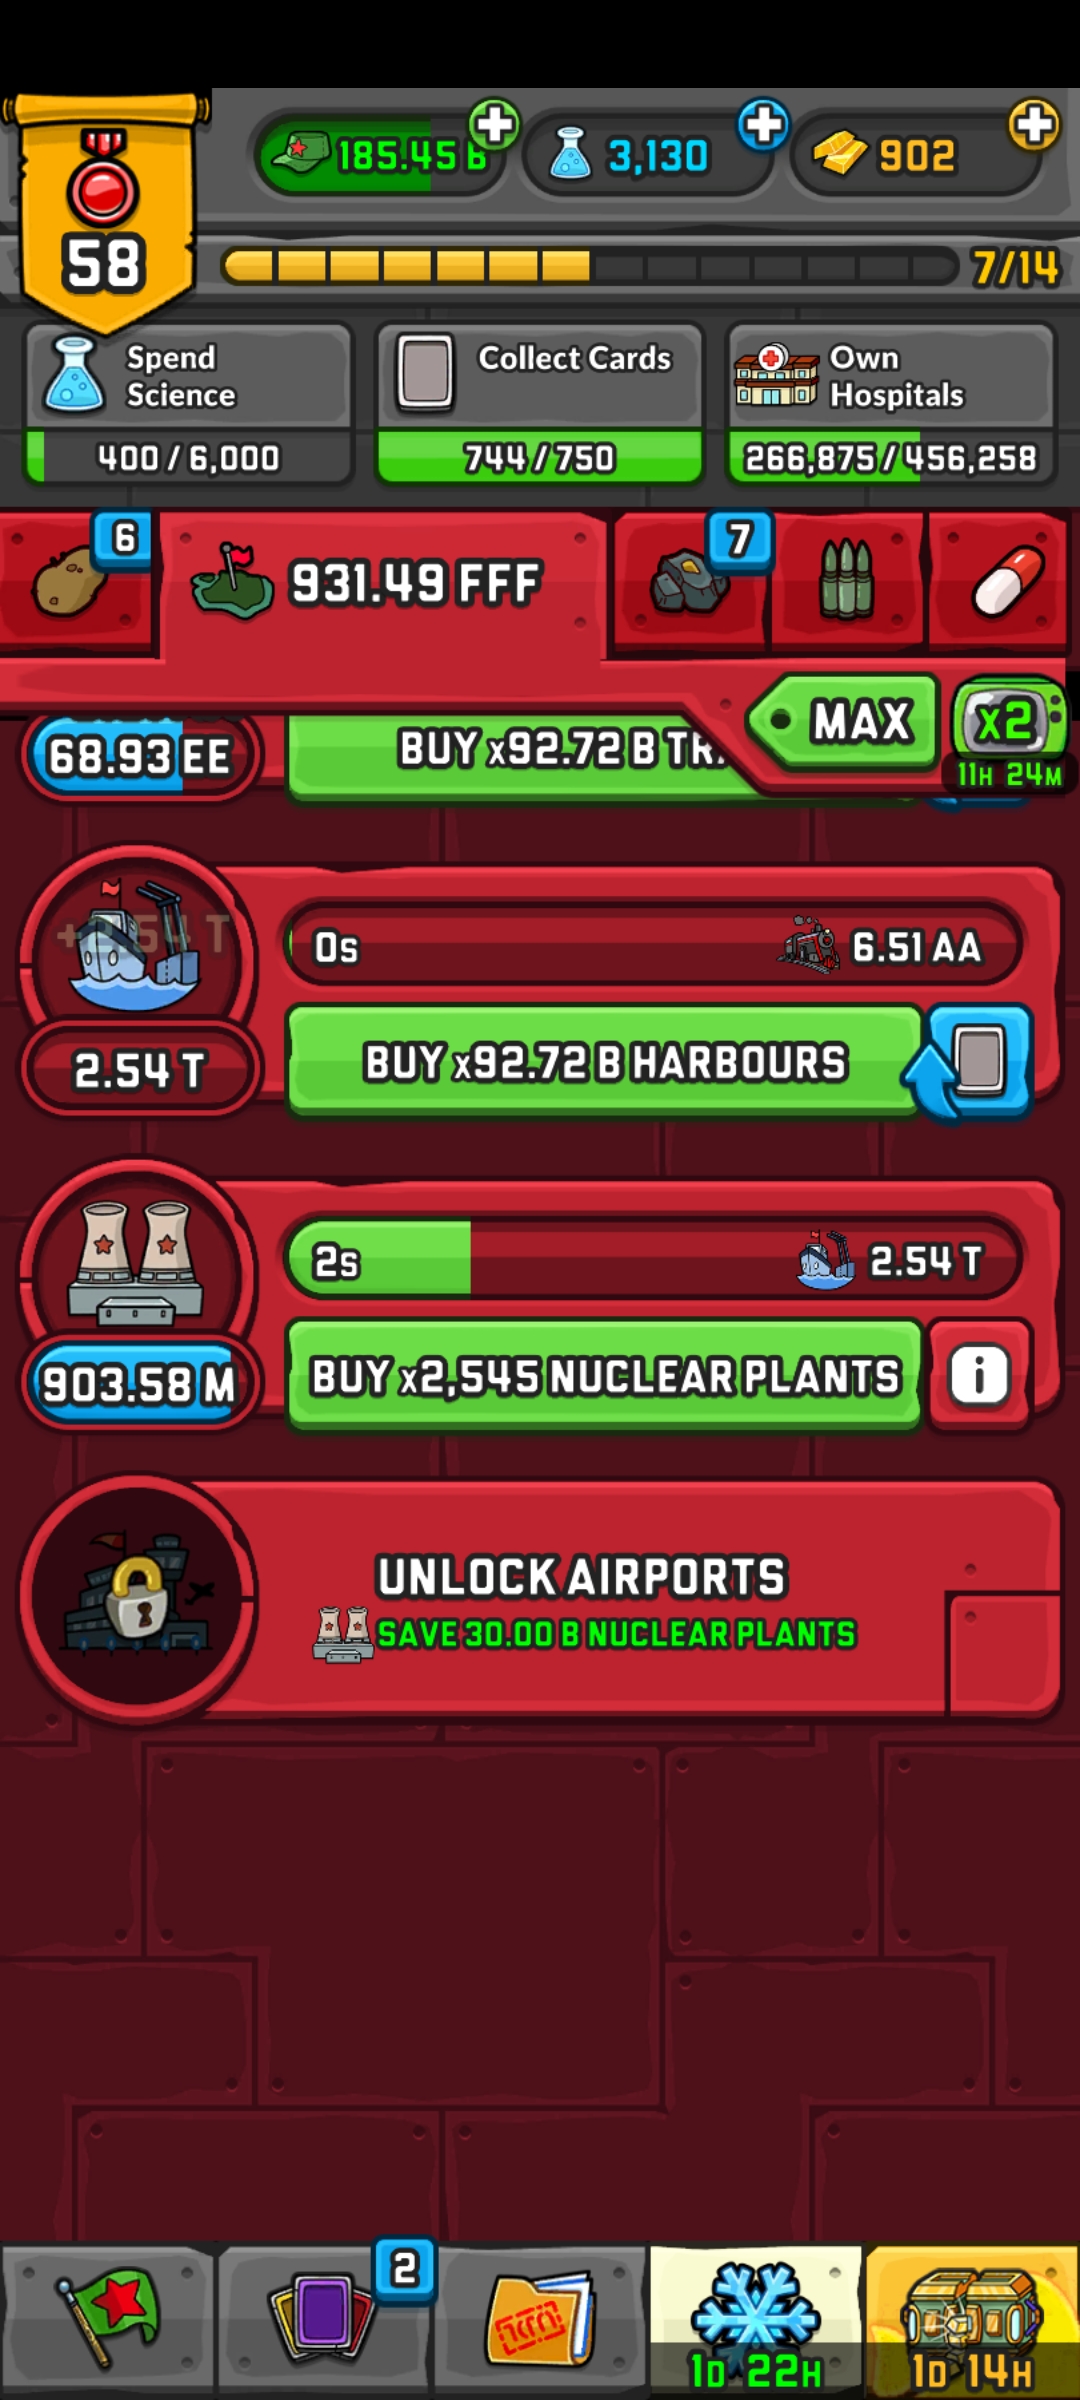 185.45 B
3,130
902
58
7/14
Spend
Science
400/6,000
Collect Cards
744/750
Own
Hospitals
266,875/456,258
6
931.49 FFF
7
MAX
x2
11H 24M
68.93 EE
BUY x92.72 B
+2.54 T
0s
6.51 AA
2.54 T
BUY x92.72 B HARBOURS
2s
2.54 T
903.58 M
BUY x2,545 NUCLEAR PLANTS
i
UNLOCK AIRPORTS
SAVE 30.00 B NUCLEAR PLANTS
2
1D 22H
1D 14H